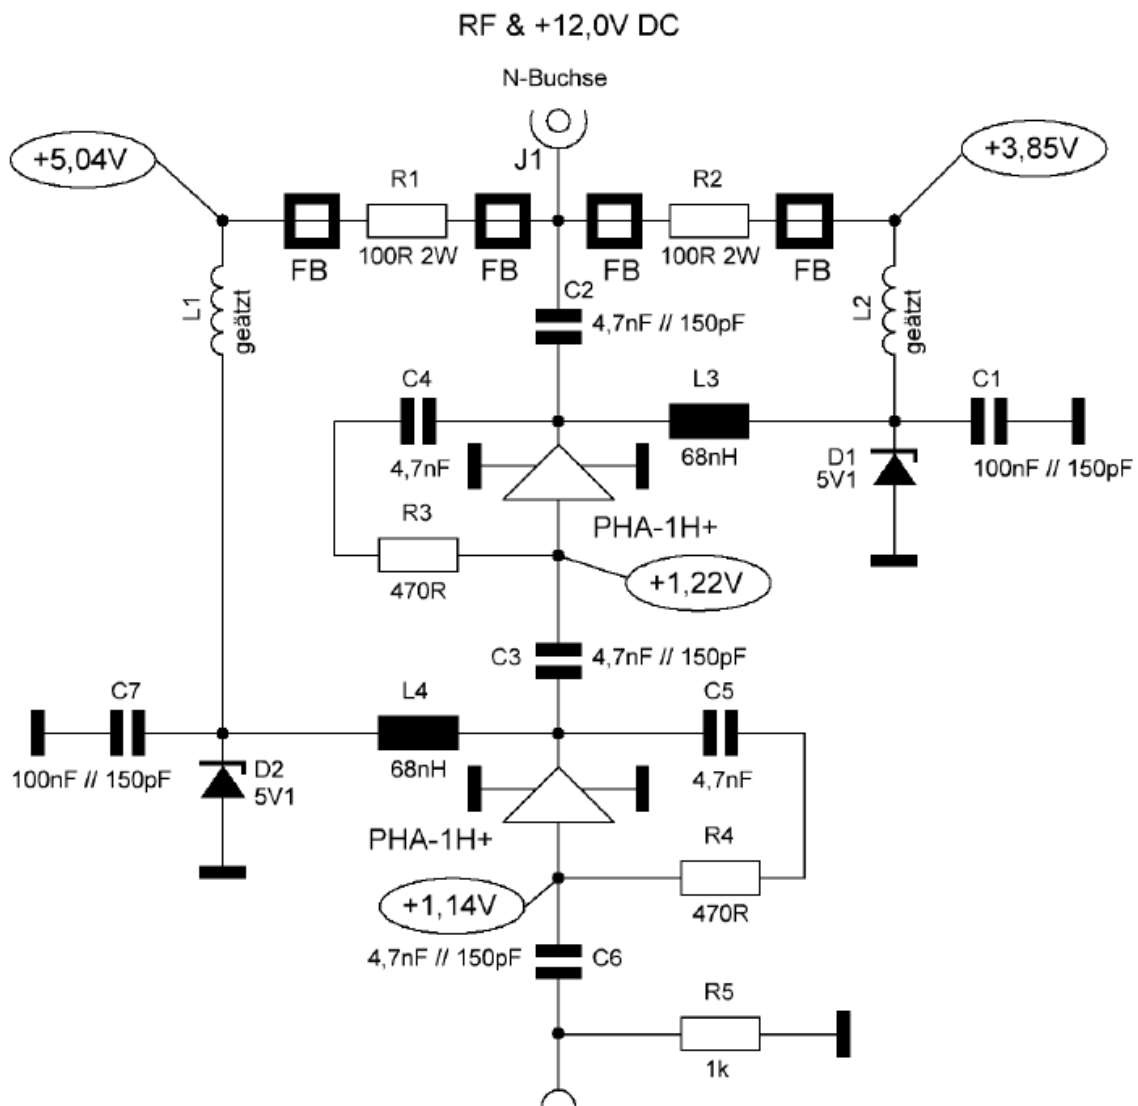 RF & +12,0V DC
N-Buchse
J1
+5,04V
+3,85V
R1
R2
FB
100R 2W
FB
FB
100R 2W
FB
L1
geätzt
C2
4,7nF // 150pF
L2
geätzt
C4
4,7nF
L3
68nH
C1
100nF // 150pF
D1
5V1
R3
470R
PHA-1H+
+1,22V
C3
4,7nF // 150pF
C7
100nF // 150pF
L4
68nH
C5
4,7nF
D2
5V1
PHA-1H+
R4
470R
+1,14V
4,7nF // 150pF
C6
R5
1k